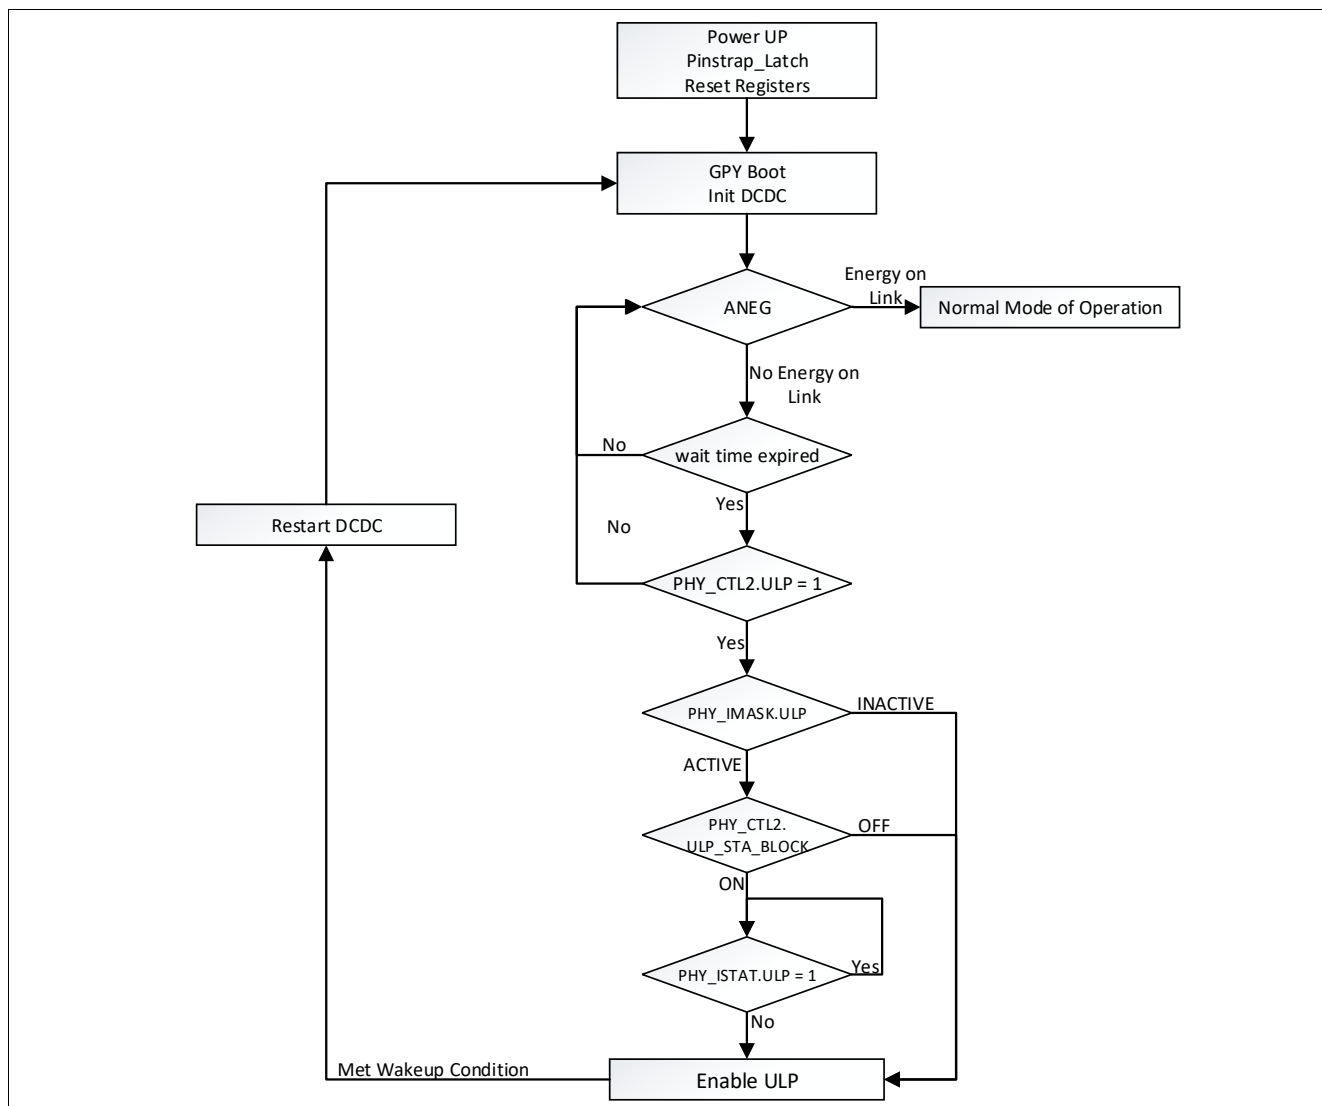 Power UP
Pinstrap_Latch
Reset Registers
GPY Boot
Init DCDC
ANEG
Energy on
Link
Normal Mode of Operation
No Energy on
Link
wait time expired
No
Yes
Restart DCDC
No
PHY_CTL2.ULP = 1
Yes
PHY_IMASK.ULP
INACTIVE
ACTIVE
PHY_CTL2.
ULP_STA_BLOCK
OFF
ON
PHY_ISTAT.ULP = 1
Yes
No
Met Wakeup Condition
Enable ULP